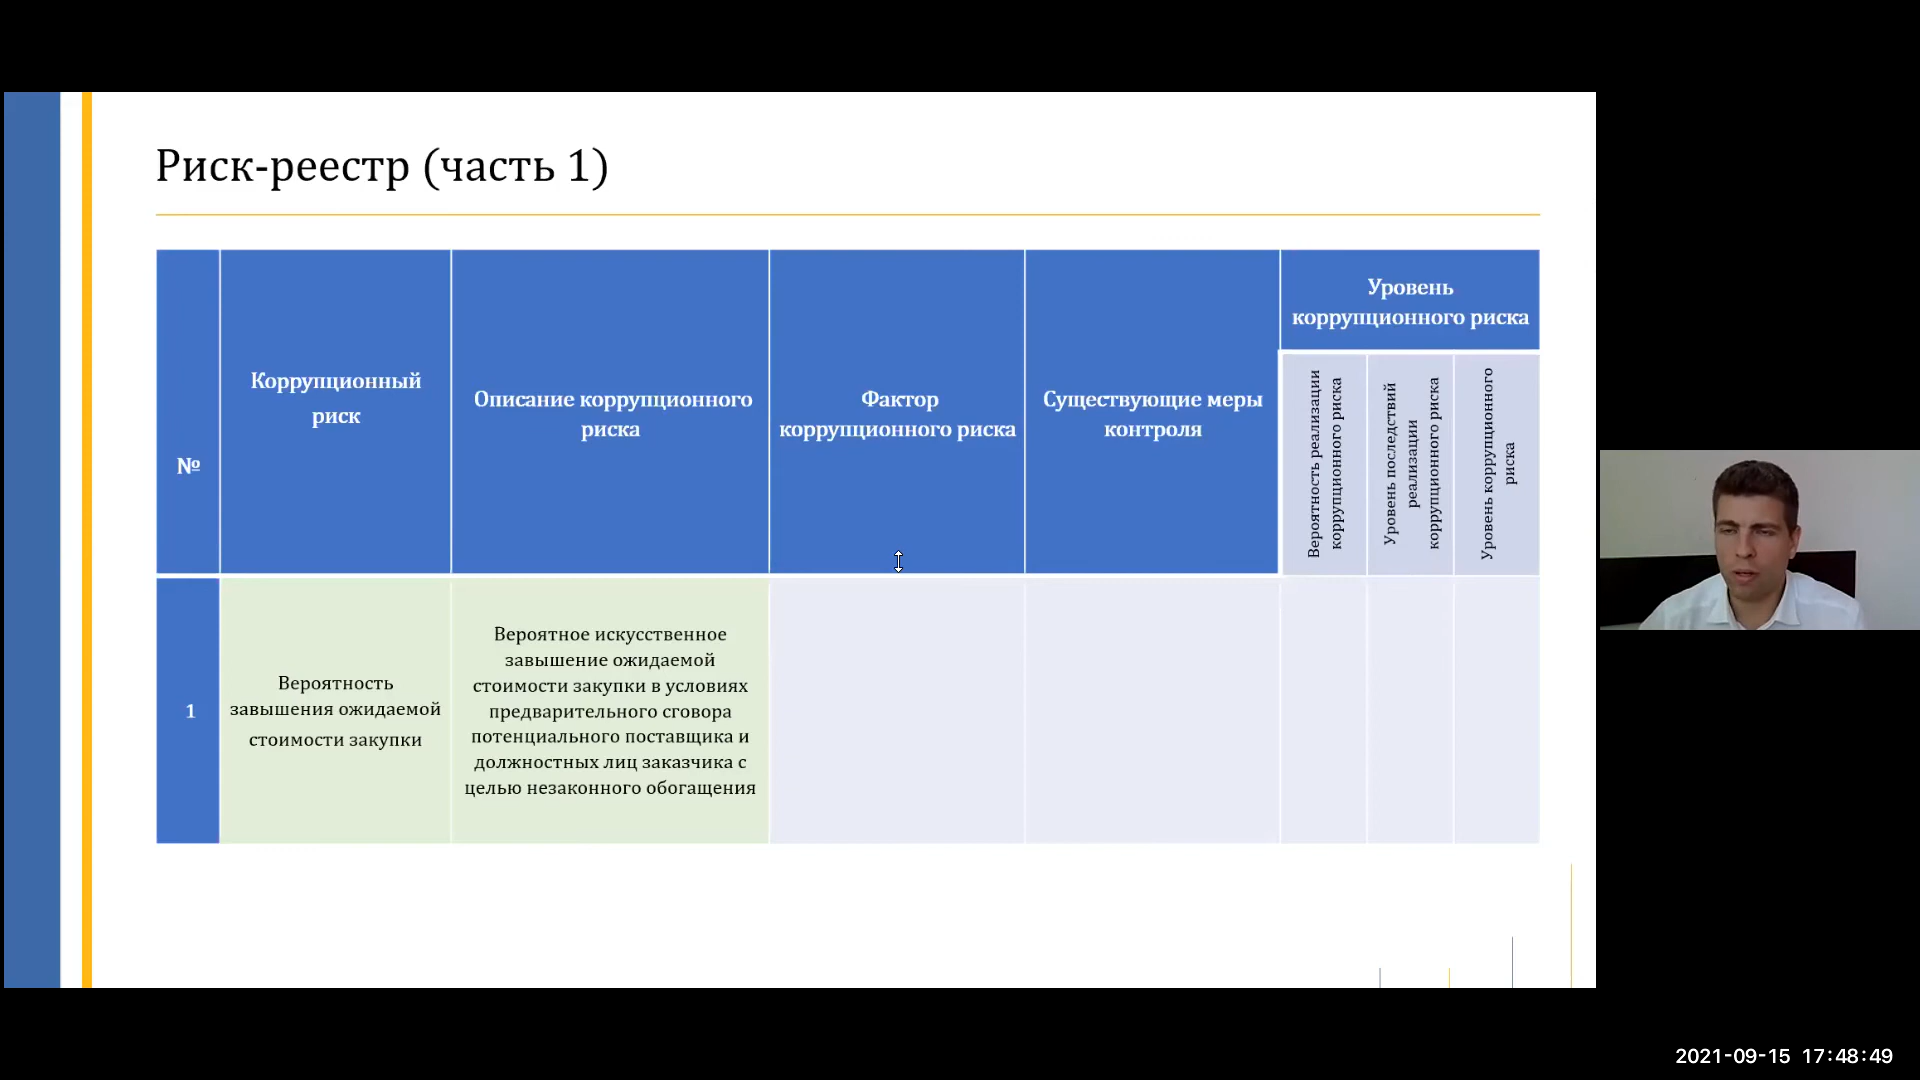 Риск-реестр (часть 1)
№
Коррупционный
риск
Описание коррупционного
риска
Фактор
коррупционного риска
Существующие меры
контроля
Уровень
коррупционного риска
Вероятность реализации
коррупционного риска
Уровень последствий
реализации
коррупционного риска
Уровень коррупционного
риска
1
Вероятность
завышения ожидаемой
стоимости закупки
Вероятное искусственное
завышение ожидаемой
стоимости закупки в условиях
предварительного сговора
потенциального поставщика и
должностных лиц заказчика с
целью незаконного обогащения
2021-09-15 17:48:49